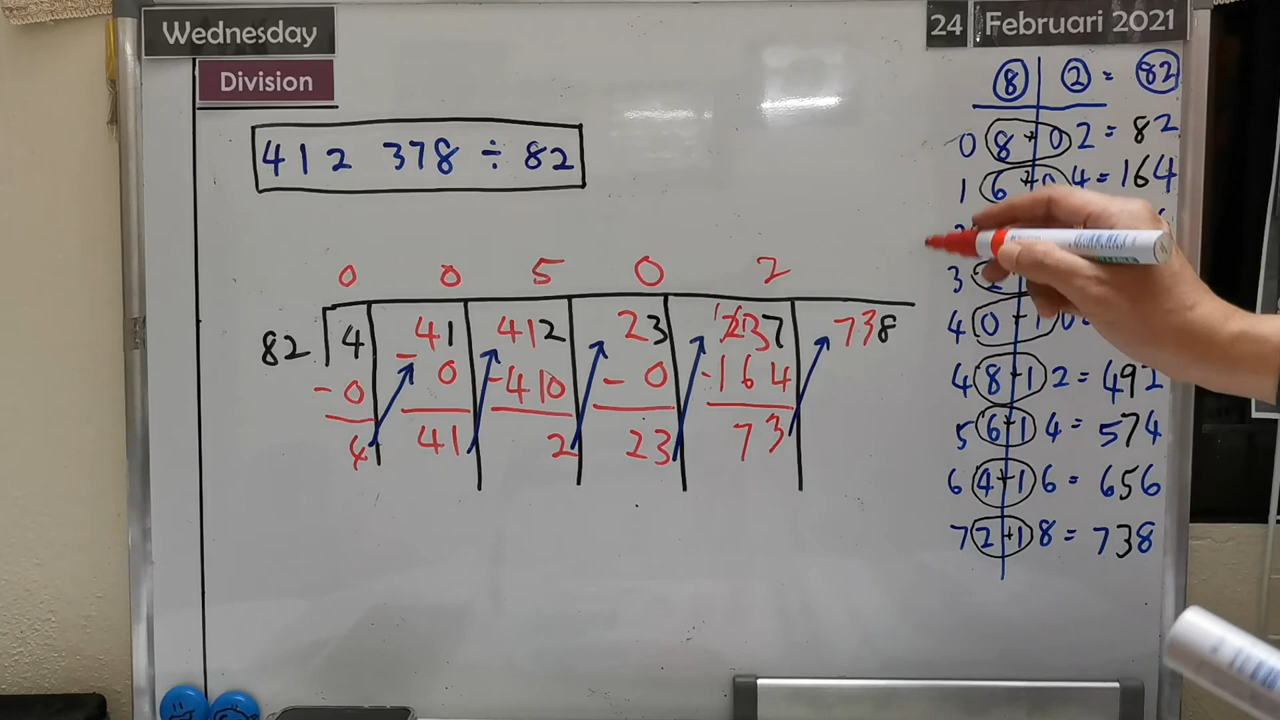 Wednesday
24 Februari 2021
Division
412 378 ÷ 82
0 0 5 0 2
82 4 41 412 23 237 738
-0 -0 -410 -0 -164
4 41 2 23 73
8 2 = 82
0 8+0 2 = 82
1 6+0 4 = 164
3 2
4 0+1 0
4 8+1 2 = 492
5 6+1 4 = 574
6 4+1 6 = 656
7 2+1 8 = 738